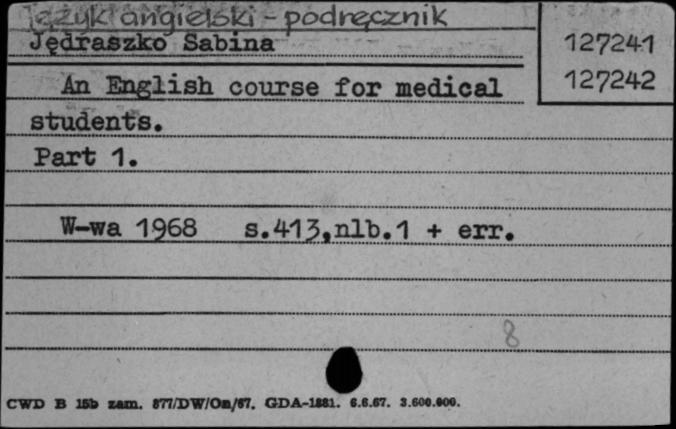 Język angielski - podręcznik
Jędraszko Sabina
127241
127242
An English course for medical
students.
Part 1.
W-wa 1968 s.413,nlb.1 + err.
8
CWD B 15b zam. 877/DW/Om/67. GDA-1881. 6.6.67. 3.600.000.